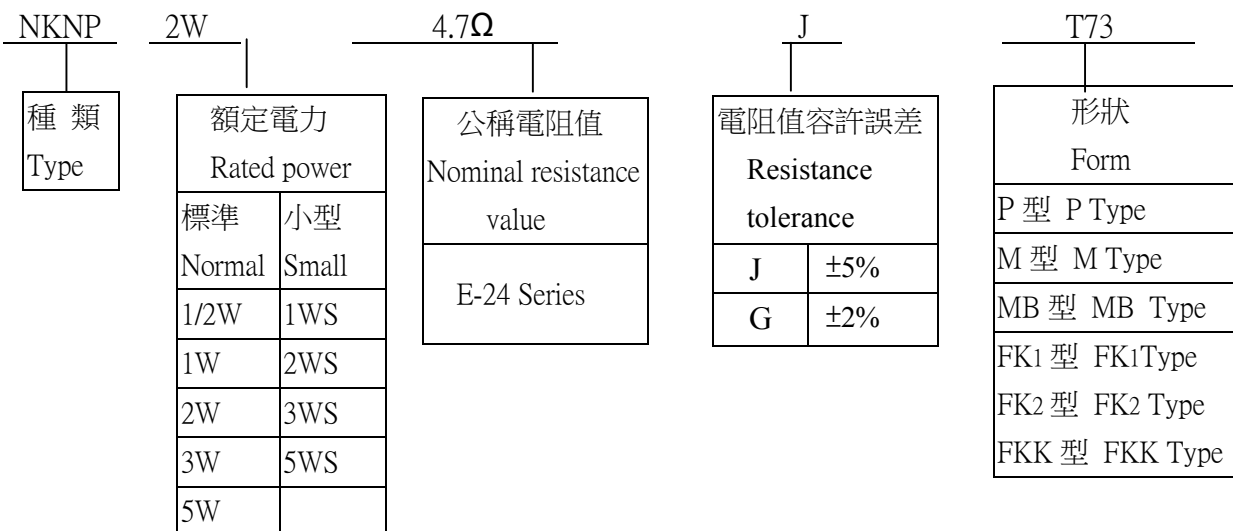 NKNP 2W 4.7Ω J T73
種 類
Type
額定電力
Rated power
標準 小型
Normal Small
1/2W 1WS
1W 2WS
2W 3WS
3W 5WS
5W
公稱電阻值
Nominal resistance
value
E-24 Series
電阻值容許誤差
Resistance
tolerance
J ±5%
G ±2%
形狀
Form
P 型 P Type
M 型 M Type
MB 型 MB Type
FK1 型 FK1Type
FK2 型 FK2 Type
FKK 型 FKK Type